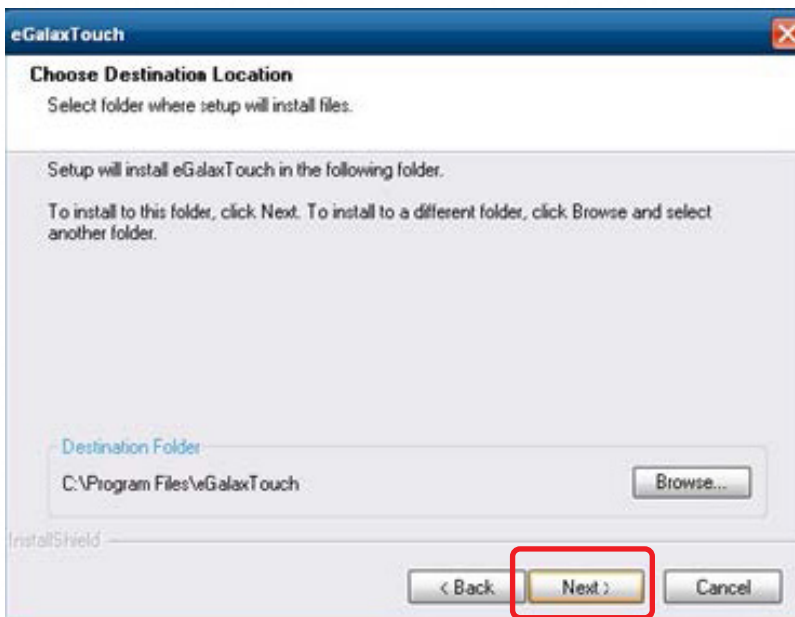 eGalaxTouch
Choose Destination Location
Select folder where setup will install files.
Setup will install eGalaxTouch in the following folder.
To install to this folder, click Next. To install to a different folder, click Browse and select
another folder.
Destination Folder
C:\Program Files\eGalaxTouch
Browse...
InstallShield
< Back
Next >
Cancel